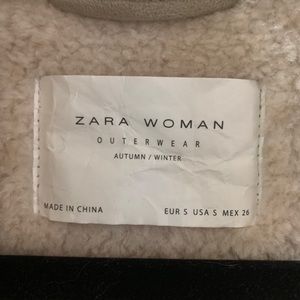 ZARA WOMAN
OUTERWEAR
AUTUMN / WINTER
MADE IN CHINA EUR S USA S MEX 26